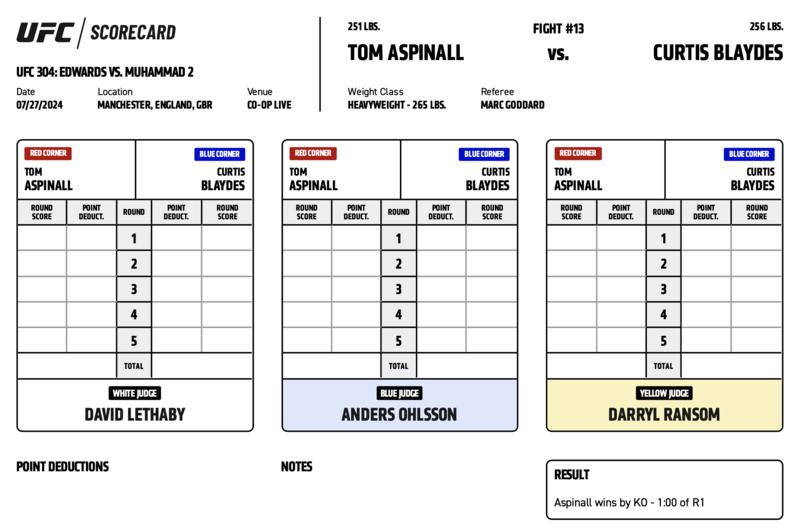 UFC / SCORECARD
UFC 304: EDWARDS VS. MUHAMMAD 2
Date
Location
Venue
07/27/2024
MANCHESTER, ENGLAND, GBR
CO-OP LIVE
251 LBS.
FIGHT #13
256 LBS.
TOM ASPINALL
vs.
CURTIS BLAYDES
Weight Class
Referee
HEAVYWEIGHT - 265 LBS.
MARC GODDARD
RED CORNER
BLUE CORNER
TOM
ASPINALL
CURTIS
BLAYDES
ROUND
SCORE
POINT
DEDUCT.
ROUND
POINT
DEDUCT.
ROUND
SCORE
1
2
3
4
5
TOTAL
WHITE JUDGE
DAVID LETHABY
RED CORNER
BLUE CORNER
TOM
ASPINALL
CURTIS
BLAYDES
ROUND
SCORE
POINT
DEDUCT.
ROUND
POINT
DEDUCT.
ROUND
SCORE
1
2
3
4
5
TOTAL
BLUE JUDGE
ANDERS OHLSSON
RED CORNER
BLUE CORNER
TOM
ASPINALL
CURTIS
BLAYDES
ROUND
SCORE
POINT
DEDUCT.
ROUND
POINT
DEDUCT.
ROUND
SCORE
1
2
3
4
5
TOTAL
YELLOW JUDGE
DARRYL RANSOM
POINT DEDUCTIONS
NOTES
RESULT
Aspinall wins by KO - 1:00 of R1